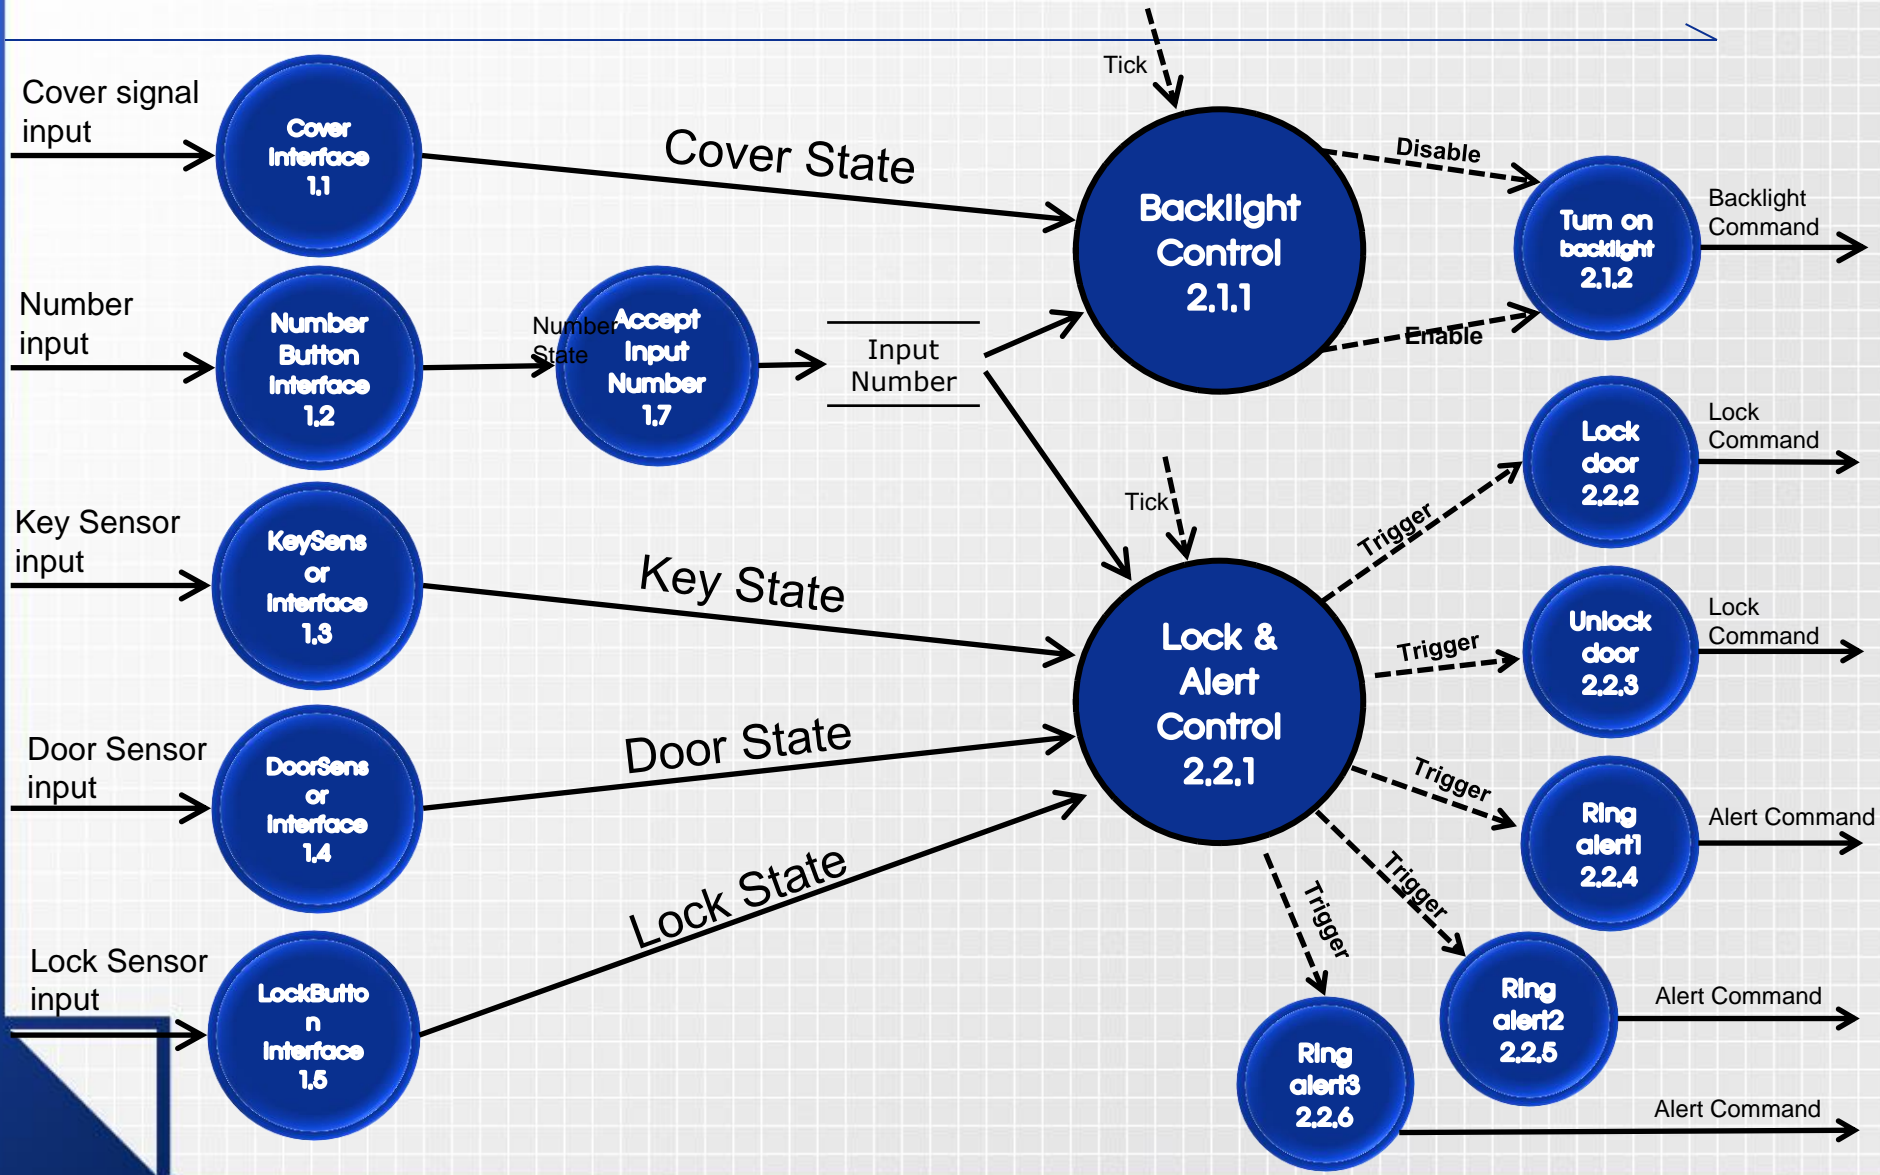 Tick
Cover signal
input
Cover
Interface
1.1
Cover State
Backlight
Control
2.1.1
Disable
Enable
Turn on
backlight
2.1.2
Backlight
Command
Number
input
Number
Button
Interface
1.2
Number
State
Accept
Input
Number
1.7
Input
Number
Key Sensor
input
KeySens
or
Interface
1.3
Key State
Tick
Lock &
Alert
Control
2.2.1
Trigger
Lock
door
2.2.2
Lock
Command
Trigger
Unlock
door
2.2.3
Lock
Command
Door Sensor
input
DoorSens
or
Interface
1.4
Door State
Trigger
Ring
alert1
2.2.4
Alert Command
Lock Sensor
input
LockButto
n
Interface
1.5
Lock State
Trigger
Ring
alert2
2.2.5
Alert Command
Trigger
Ring
alert3
2.2.6
Alert Command